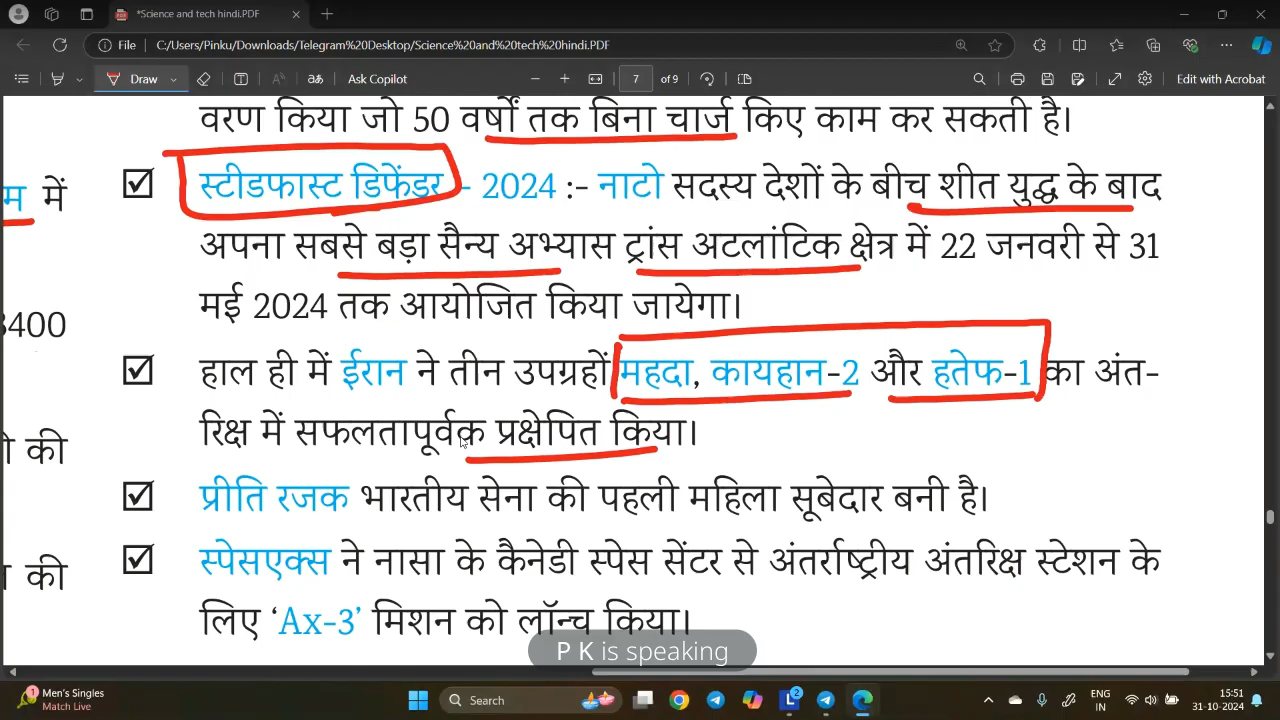 *Science and tech hindi.PDF
File C:/Users/Pinku/Downloads/Telegram%20Desktop/Science%20and%20tech%20hindi.PDF
Draw Ask Copilot 7 of 9 Edit with Acrobat
वरण किया जो 50 वर्षों तक बिना चार्ज किए काम कर सकती है।
म में
स्टीडफास्ट डिफेंडर - 2024 :- नाटो सदस्य देशों के बीच शीत युद्ध के बाद
अपना सबसे बड़ा सैन्य अभ्यास ट्रांस अटलांटिक क्षेत्र में 22 जनवरी से 31
मई 2024 तक आयोजित किया जायेगा।
3400
हाल ही में ईरान ने तीन उपग्रहों महदा, कायहान-2 और हतेफ-1 का अंत-
रिक्ष में सफलतापूर्वक प्रक्षेपित किया।
की
प्रीति रजक भारतीय सेना की पहली महिला सूबेदार बनी है।
स्पेसएक्स ने नासा के कैनेडी स्पेस सेंटर से अंतर्राष्ट्रीय अंतरिक्ष स्टेशन के
की
लिए ‘Ax-3’ मिशन को लॉन्च किया।
P K is speaking
Men's Singles
Match Live
Search
ENG
IN
15:51
31-10-2024